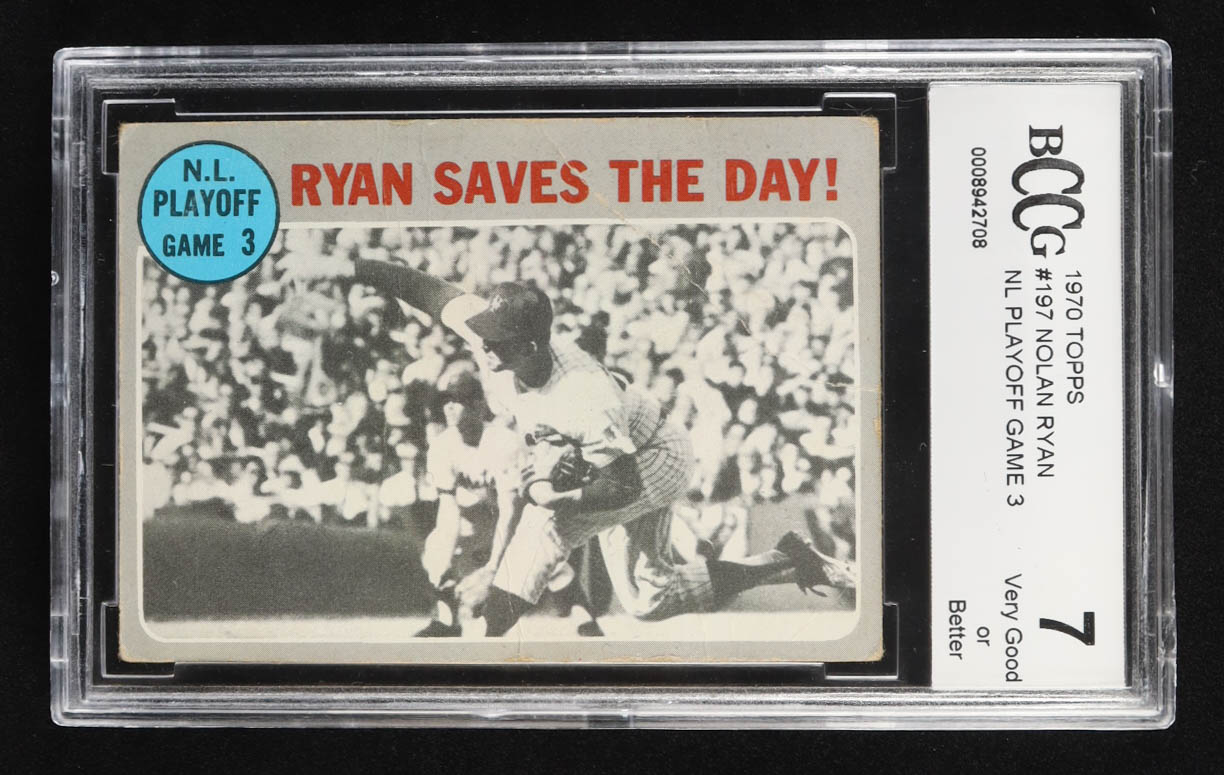 N.L.
PLAYOFF
GAME 3
RYAN SAVES THE DAY!
BCCG
0008942708
1970 TOPPS
#197 NOLAN RYAN
NL PLAYOFF GAME 3
7
Very Good
or
Better